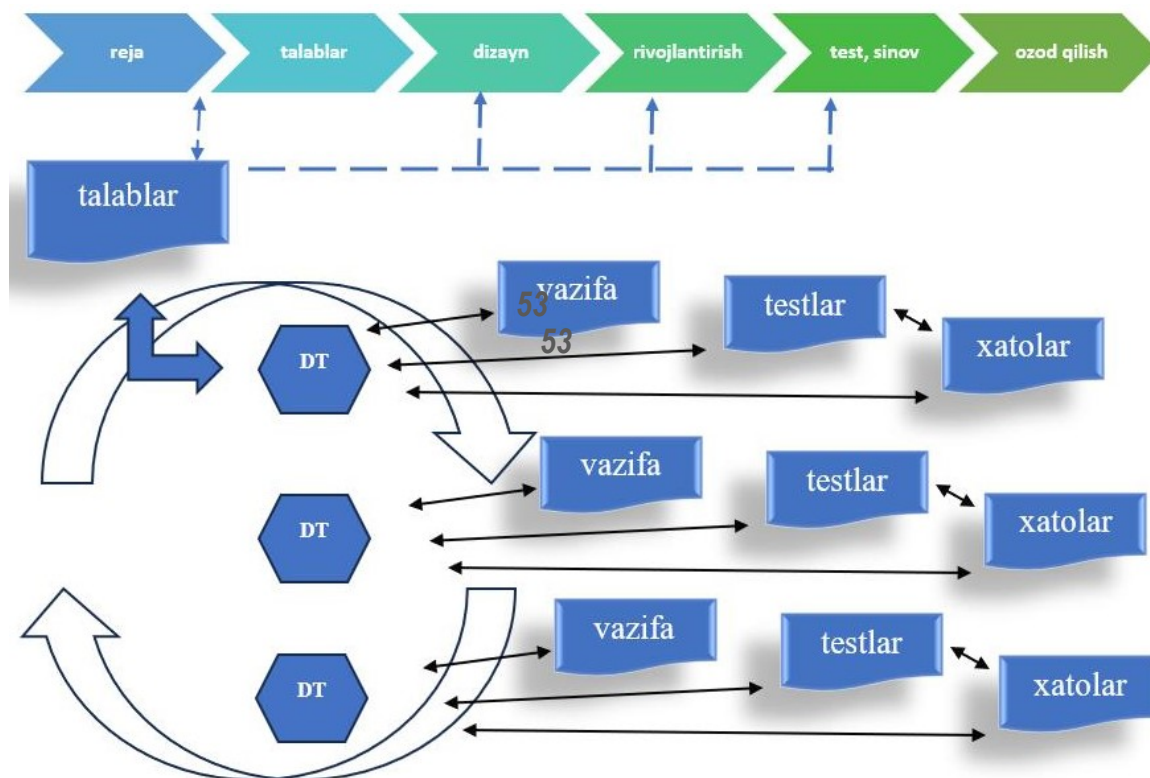 reja
talablar
dizayn
rivojlantirish
test, sinov
ozod qilish
talablar
vazifa
53
53
testlar
xatolar
DT
vazifa
testlar
xatolar
DT
vazifa
testlar
xatolar
DT